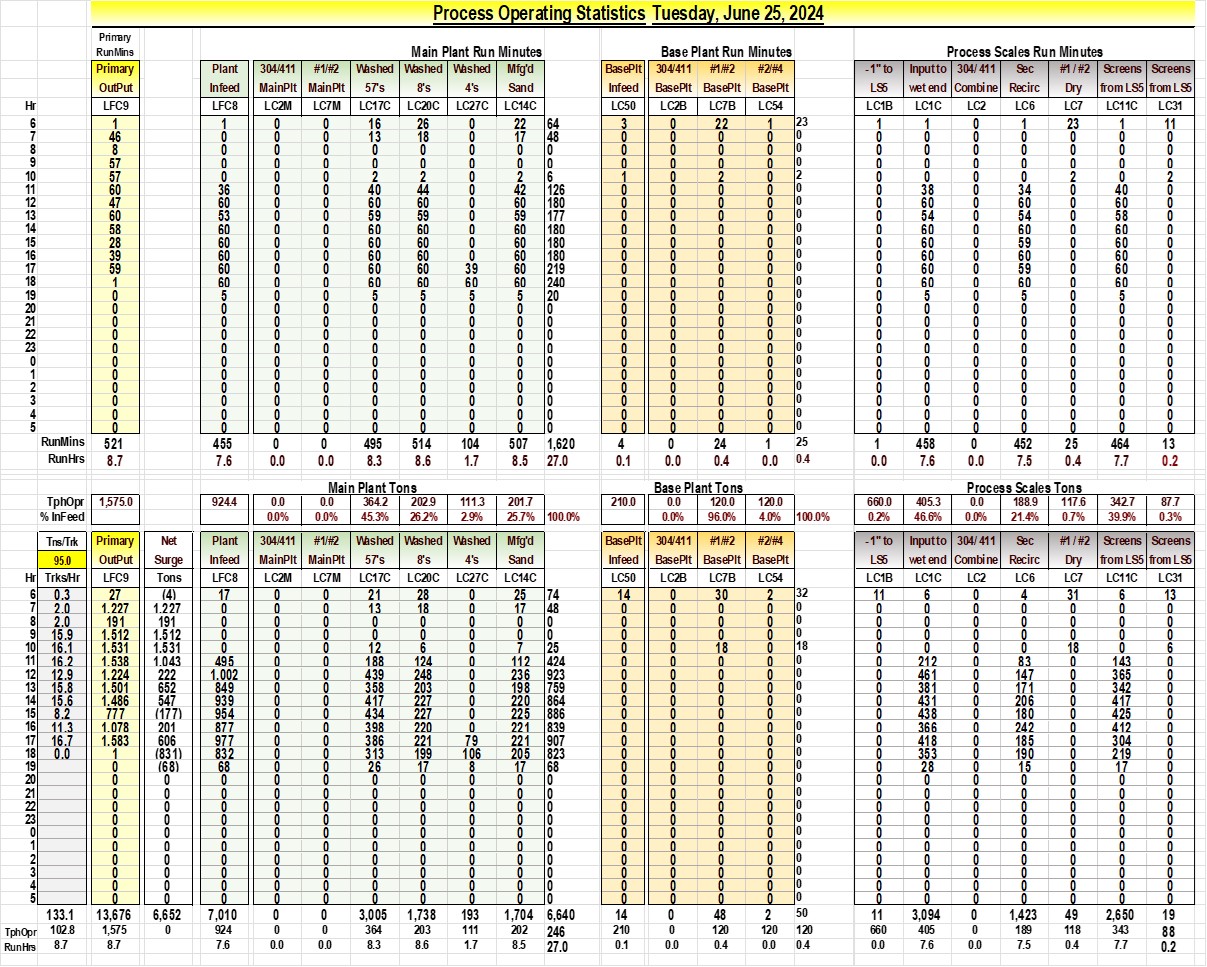 Process Operating Statistics Tuesday, June 25, 2024
Primary
RunMins Main Plant Run Minutes Base Plant Run Minutes Process Scales Run Minutes
Primary Plant 304/411 #1/#2 Washed Washed Washed Mfg'd BasePlt 304/411 #1/#2 #2/#4 -1" to Input to 304/411 Sec #1/#2 Screens Screens
OutPut Infeed MainPlt MainPlt 57's 8's 4's Sand Infeed BasePlt BasePlt BasePlt LS5 wet end Combine Recirc Dry from LS5 from LS5
Hr LFC9 LFC8 LC2M LC7M LC17C LC20C LC27C LC14C LC50 LC2B LC7B LC54 LC1B LC1C LC2 LC6 LC7 LC11C LC31
6 1 1 0 0 16 26 0 22 64 3 0 22 1 23 1 1 0 1 23 1 11
7 46 0 0 0 13 18 0 17 48 0 0 0 0 0 0 0 0 0 0 0 0
8 8 0 0 0 0 0 0 0 0 0 0 0 0 0 0 0 0 0 0 0 0
9 57 0 0 0 0 0 0 0 0 0 0 0 0 0 0 0 0 0 0 0 0
10 57 0 0 0 2 2 0 2 6 1 0 2 0 2 0 0 0 0 2 0 2
11 60 36 0 0 40 44 0 42 126 0 0 0 0 0 0 38 0 34 0 40 0
12 47 60 0 0 60 60 0 60 180 0 0 0 0 0 0 60 0 60 0 60 0
13 60 53 0 0 59 59 0 59 177 0 0 0 0 0 0 54 0 54 0 58 0
14 58 60 0 0 60 60 0 60 180 0 0 0 0 0 0 60 0 60 0 60 0
15 28 60 0 0 60 60 0 60 180 0 0 0 0 0 0 60 0 59 0 60 0
16 39 60 0 0 60 60 0 60 180 0 0 0 0 0 0 60 0 60 0 60 0
17 59 60 0 0 60 60 39 60 219 0 0 0 0 0 0 60 0 59 0 60 0
18 1 60 0 0 60 60 60 60 240 0 0 0 0 0 0 60 0 60 0 60 0
19 0 5 0 0 5 5 5 5 20 0 0 0 0 0 0 5 0 5 0 5 0
20 0 0 0 0 0 0 0 0 0 0 0 0 0 0 0 0 0 0 0 0 0
21 0 0 0 0 0 0 0 0 0 0 0 0 0 0 0 0 0 0 0 0 0
22 0 0 0 0 0 0 0 0 0 0 0 0 0 0 0 0 0 0 0 0 0
23 0 0 0 0 0 0 0 0 0 0 0 0 0 0 0 0 0 0 0 0 0
0 0 0 0 0 0 0 0 0 0 0 0 0 0 0 0 0 0 0 0 0 0
1 0 0 0 0 0 0 0 0 0 0 0 0 0 0 0 0 0 0 0 0 0
2 0 0 0 0 0 0 0 0 0 0 0 0 0 0 0 0 0 0 0 0 0
3 0 0 0 0 0 0 0 0 0 0 0 0 0 0 0 0 0 0 0 0 0
4 0 0 0 0 0 0 0 0 0 0 0 0 0 0 0 0 0 0 0 0 0
5 0 0 0 0 0 0 0 0 0 0 0 0 0 0 0 0 0 0 0 0 0
RunMins 521 455 0 0 495 514 104 507 1,620 4 0 24 1 25 1 458 0 452 25 464 13
RunHrs 8.7 7.6 0.0 0.0 8.3 8.6 1.7 8.5 27.0 0.1 0.0 0.4 0.0 0.4 0.0 7.6 0.0 7.5 0.4 7.7 0.2
Main Plant Tons Base Plant Tons Process Scales Tons
TphOpr 1,575.0 924.4 0.0 0.0 364.2 202.9 111.3 201.7 210.0 0.0 120.0 120.0 660.0 405.3 0.0 188.9 117.6 342.7 87.7
% InFeed 0.0% 0.0% 45.3% 26.2% 2.9% 25.7% 100.0% 0.0% 96.0% 4.0% 100.0% 0.2% 46.6% 0.0% 21.4% 0.7% 39.9% 0.3%
Tns/Trk Primary Net Plant 304/411 #1/#2 Washed Washed Washed Mfg'd BasePlt 304/411 #1/#2 #2/#4 -1" to Input to 304/411 Sec #1/#2 Screens Screens
95.0 OutPut Surge Infeed MainPlt MainPlt 57's 8's 4's Sand Infeed BasePlt BasePlt BasePlt LS5 wet end Combine Recirc Dry from LS5 from LS5
Hr Trks/Hr LFC9 Tons LFC8 LC2M LC7M LC17C LC20C LC27C LC14C LC50 LC2B LC7B LC54 LC1B LC1C LC2 LC6 LC7 LC11C LC31
6 0.3 27 (4) 17 0 0 21 28 0 25 74 14 0 30 2 32 11 6 0 4 31 6 13
7 2.0 1.227 1.227 0 0 0 13 18 0 17 48 0 0 0 0 0 0 0 0 0 0 0 0
8 2.0 191 191 0 0 0 0 0 0 0 0 0 0 0 0 0 0 0 0 0 0 0 0
9 15.9 1.512 1.512 0 0 0 0 0 0 0 0 0 0 0 0 0 0 0 0 0 0 0 0
10 16.1 1.531 1.531 0 0 0 12 6 0 7 25 0 0 18 0 18 0 0 0 0 18 0 6
11 16.2 1.538 1.043 495 0 0 188 124 0 112 424 0 0 0 0 0 0 212 0 83 0 143 0
12 12.9 1.224 222 1.002 0 0 439 248 0 236 923 0 0 0 0 0 0 461 0 147 0 365 0
13 15.8 1.501 652 849 0 0 358 203 0 198 759 0 0 0 0 0 0 381 0 171 0 342 0
14 15.6 1.486 547 939 0 0 417 227 0 220 864 0 0 0 0 0 0 431 0 206 0 417 0
15 8.2 777 (177) 954 0 0 434 227 0 225 886 0 0 0 0 0 0 438 0 180 0 425 0
16 11.3 1.078 201 877 0 0 398 220 0 221 839 0 0 0 0 0 0 366 0 242 0 412 0
17 16.7 1.583 606 977 0 0 386 221 79 221 907 0 0 0 0 0 0 418 0 185 0 304 0
18 0.0 1 (831) 832 0 0 313 199 106 205 823 0 0 0 0 0 0 353 0 190 0 219 0
19 0 (68) 68 0 0 26 17 8 17 68 0 0 0 0 0 0 28 0 15 0 17 0
20 0 0 0 0 0 0 0 0 0 0 0 0 0 0 0 0 0 0 0 0 0 0
21 0 0 0 0 0 0 0 0 0 0 0 0 0 0 0 0 0 0 0 0 0 0
22 0 0 0 0 0 0 0 0 0 0 0 0 0 0 0 0 0 0 0 0 0 0
23 0 0 0 0 0 0 0 0 0 0 0 0 0 0 0 0 0 0 0 0 0 0
0 0 0 0 0 0 0 0 0 0 0 0 0 0 0 0 0 0 0 0 0 0 0
1 0 0 0 0 0 0 0 0 0 0 0 0 0 0 0 0 0 0 0 0 0 0
2 0 0 0 0 0 0 0 0 0 0 0 0 0 0 0 0 0 0 0 0 0 0
3 0 0 0 0 0 0 0 0 0 0 0 0 0 0 0 0 0 0 0 0 0 0
4 0 0 0 0 0 0 0 0 0 0 0 0 0 0 0 0 0 0 0 0 0 0
5 0 0 0 0 0 0 0 0 0 0 0 0 0 0 0 0 0 0 0 0 0 0
133.1 13,676 6,652 7,010 0 0 3,005 1,738 193 1,704 6,640 14 0 48 2 50 11 3,094 0 1,423 49 2,650 19
TphOpr 102.8 1,575 0 924 0 0 364 203 111 202 246 210 0 120 120 120 660 405 0 189 118 343 88
RunHrs 8.7 8.7 7.6 0.0 0.0 8.3 8.6 1.7 8.5 27.0 0.1 0.0 0.4 0.0 0.4 0.0 7.6 0.0 7.5 0.4 7.7 0.2